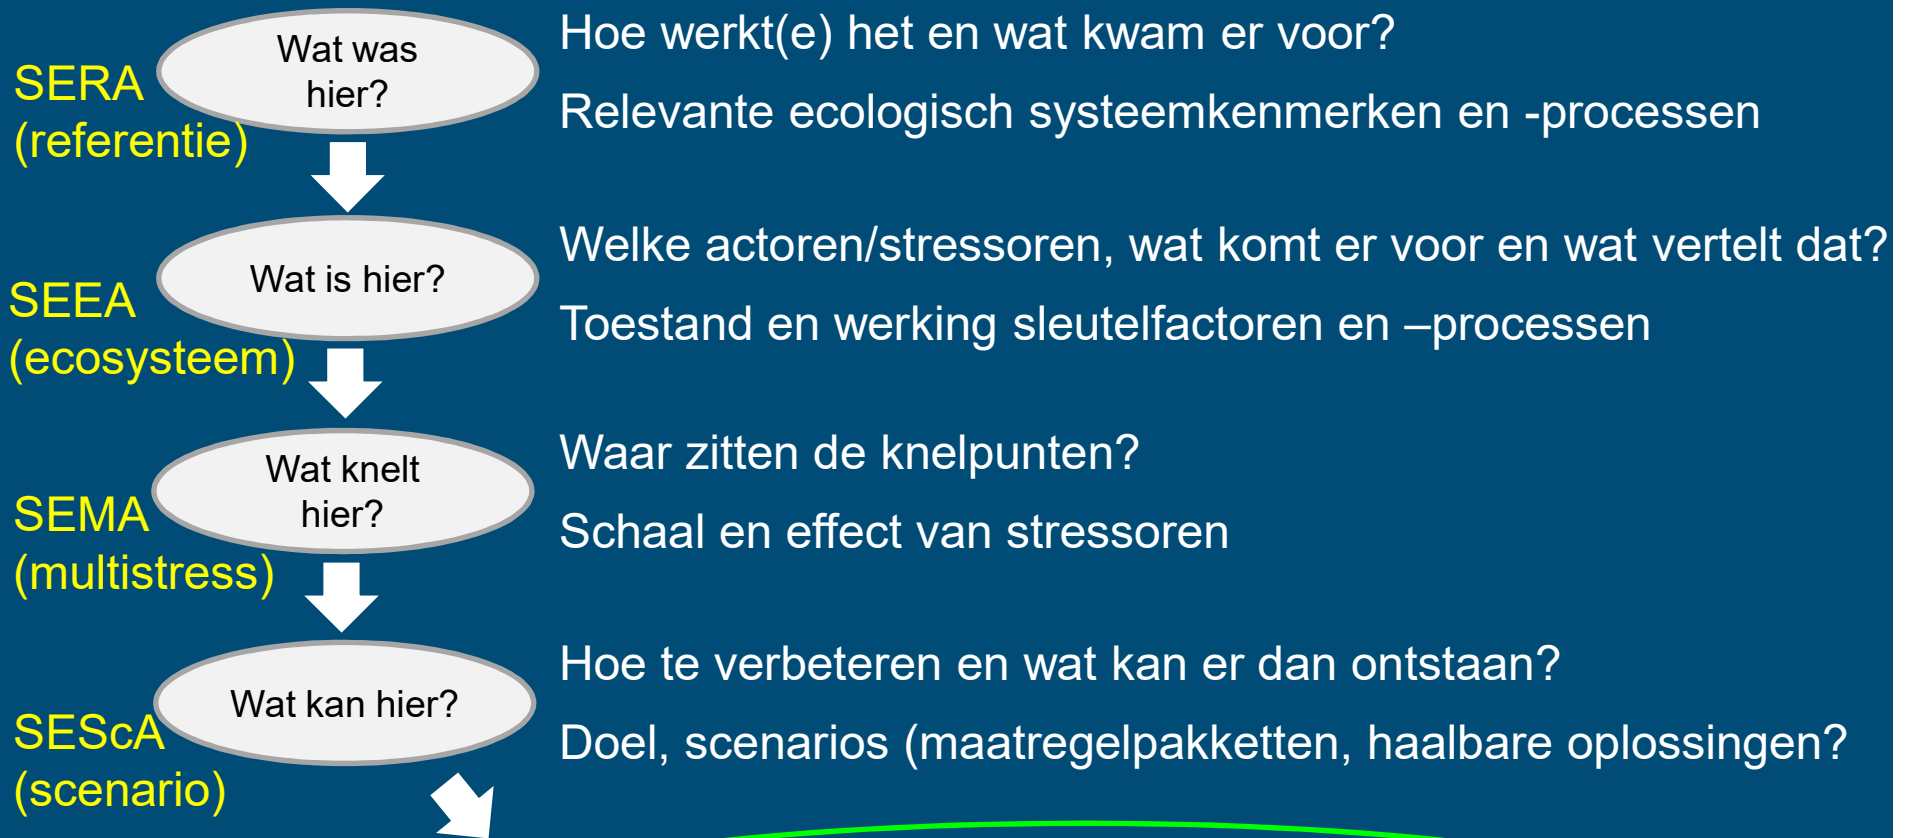 Wat was
hier?
Hoe werkt(e) het en wat kwam er voor?
SERA
(referentie)
Relevante ecologisch systeemkenmerken en -processen
Wat is hier?
Welke actoren/stressoren, wat komt er voor en wat vertelt dat?
SEEA
(ecosysteem)
Toestand en werking sleutelfactoren en –processen
Wat knelt
hier?
Waar zitten de knelpunten?
SEMA
(multistress)
Schaal en effect van stressoren
Wat kan hier?
Hoe te verbeteren en wat kan er dan ontstaan?
SEScA
(scenario)
Doel, scenarios (maatregelpakketten, haalbare oplossingen?